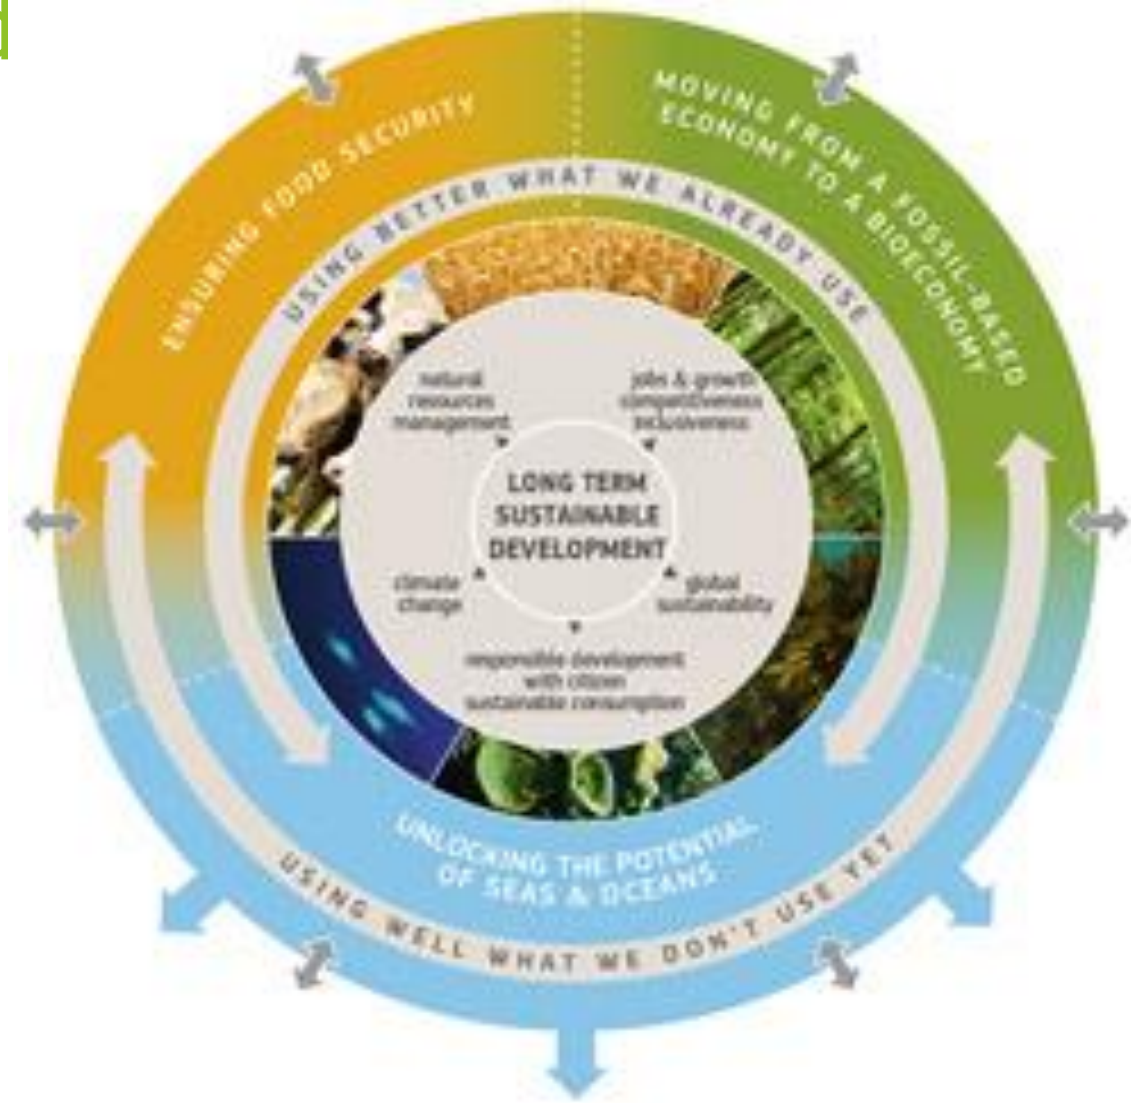 ENSURING FOOD SECURITY
MOVING FROM A FOSSIL-BASED
ECONOMY TO A BIOECONOMY
USING BETTER WHAT WE ALREADY USE
natural
resources
management
jobs & growth
competitiveness
inclusiveness
LONG TERM
SUSTAINABLE
DEVELOPMENT
climate
change
global
sustainability
responsible development
with citizen
sustainable consumption
UNLOCKING THE POTENTIAL
OF SEAS & OCEANS
USING WELL WHAT WE DON'T USE YET